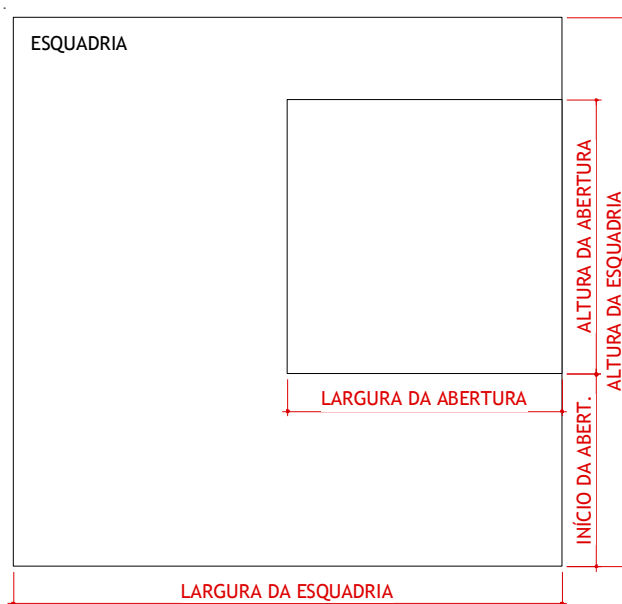 ESQUADRIA
ALTURA DA ABERTURA
ALTURA DA ESQUADRIA
LARGURA DA ABERTURA
INÍCIO DA ABERT.
LARGURA DA ESQUADRIA